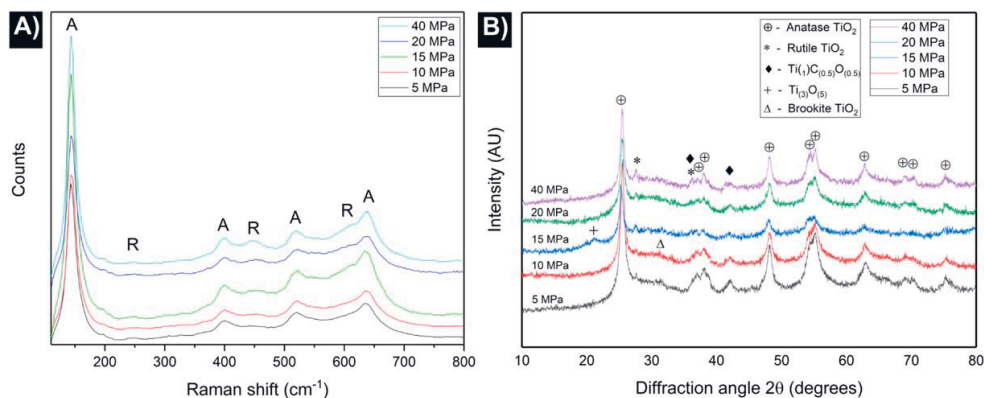 A)
A
40 MPa
20 MPa
15 MPa
10 MPa
5 MPa
R
A
R
A
R
A
Counts
100 200 300 400 500 600 700 800
Raman shift (cm⁻¹)
B)
⊕ - Anatase TiO₂
* - Rutile TiO₂
♦ - Ti(₁)C₍₀.₅₎O₍₀.₅₎
+ - Ti₍₃₎O₍₅₎
Δ - Brookite TiO₂
40 MPa
20 MPa
15 MPa
10 MPa
5 MPa
40 MPa
20 MPa
15 MPa
10 MPa
5 MPa
Intensity (AU)
10 20 30 40 50 60 70 80
Diffraction angle 2θ (degrees)